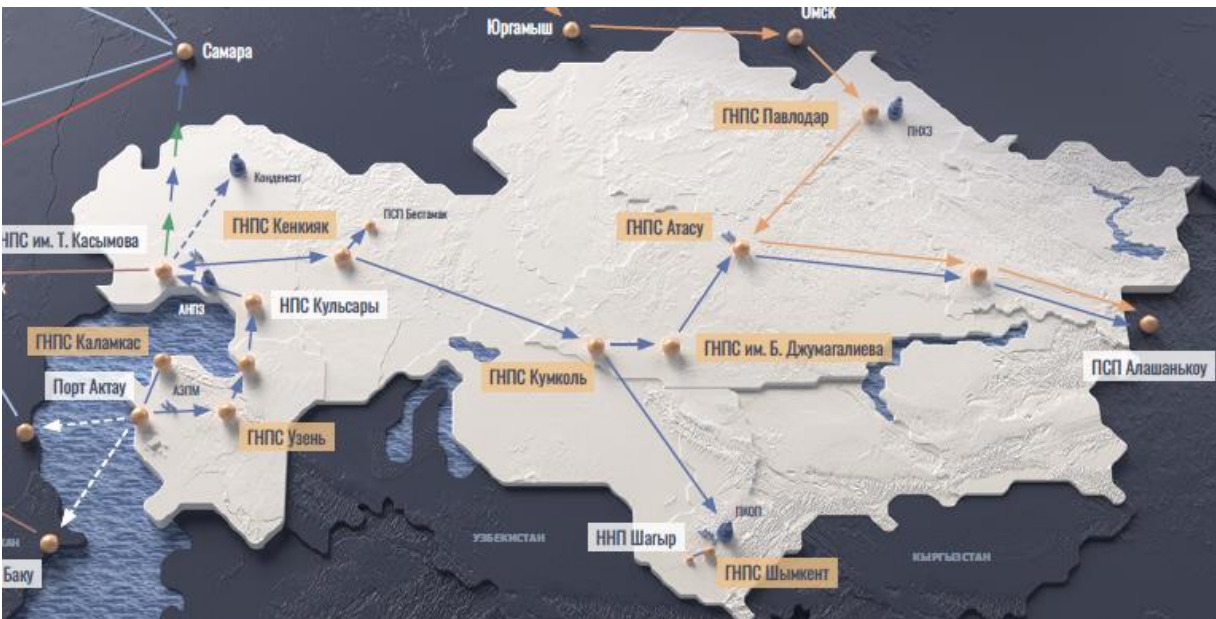 Омск
Юргамыш
Самара
ГНПС Павлодар
ПНХЗ
Конденсат
ПСП Бестамак
ГНПС Кенкияк
ГНПС Атасу
НПС им. Т. Касымова
АНПЗ
НПС Кульсары
ГНПС Каламкас
ГНПС им. Б. Джумагалиева
ПСП Алашанькоу
ГНПС Кумколь
Порт Актау
АЗПМ
ГНПС Узень
ПКОП
ННП Шагыр
УЗБЕКИСТАН
КЫРГЫЗСТАН
ГНПС Шымкент
Баку